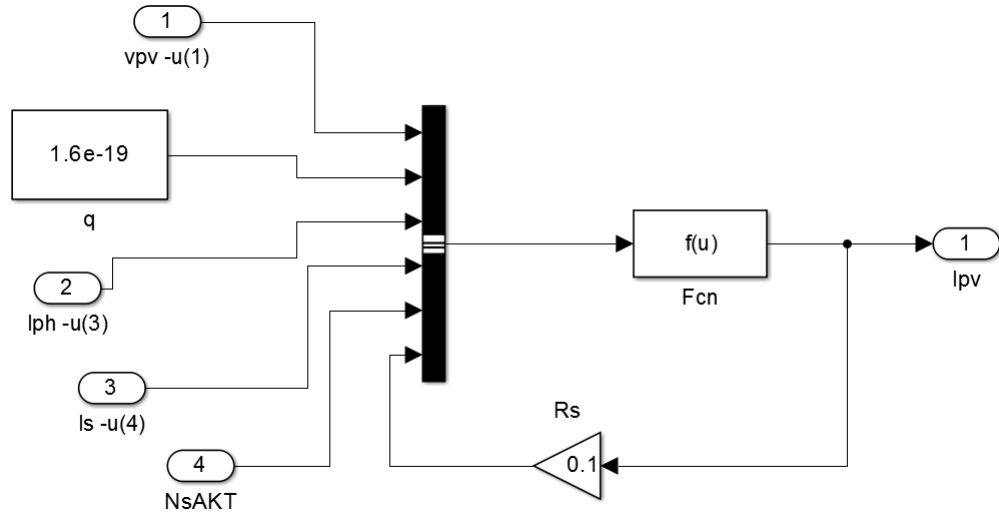 1
vpv -u(1)
1.6e-19
q
2
Iph -u(3)
3
Is -u(4)
4
NsAKT
f(u)
Fcn
1
Ipv
Rs
0.1